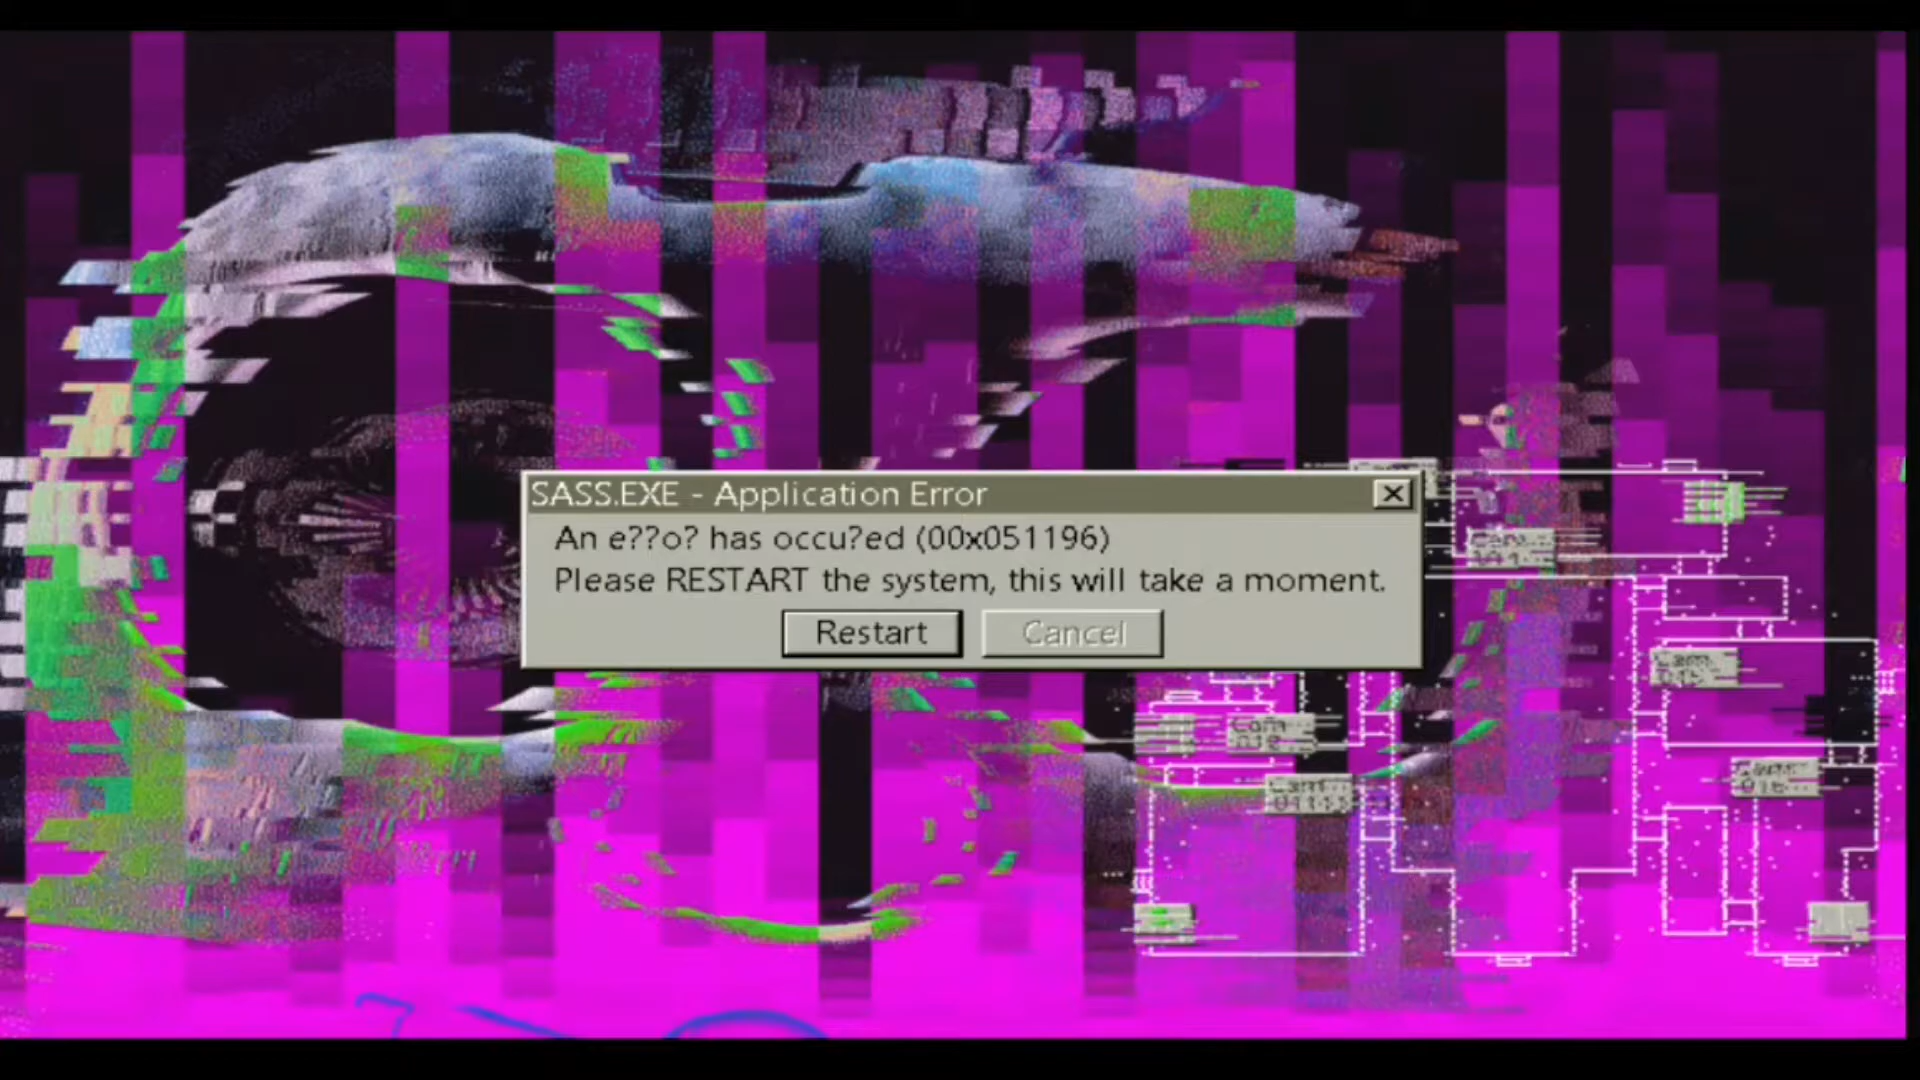 SASS.EXE - Application Error
An e??o? has occu?ed (00x051196)
Please RESTART the system, this will take a moment.
Restart
Cancel
Cam